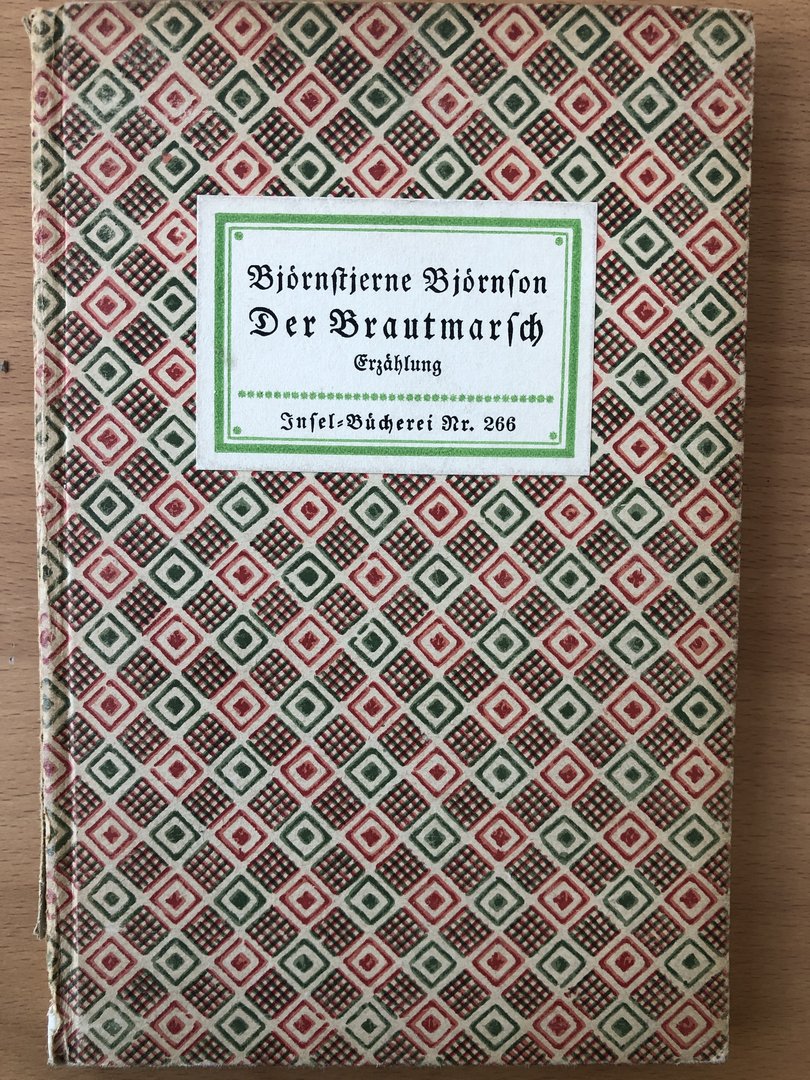 Björnſtjerne Björnſon
Der Brautmarſch
Erzählung
Inſel-Bücherei Nr. 266